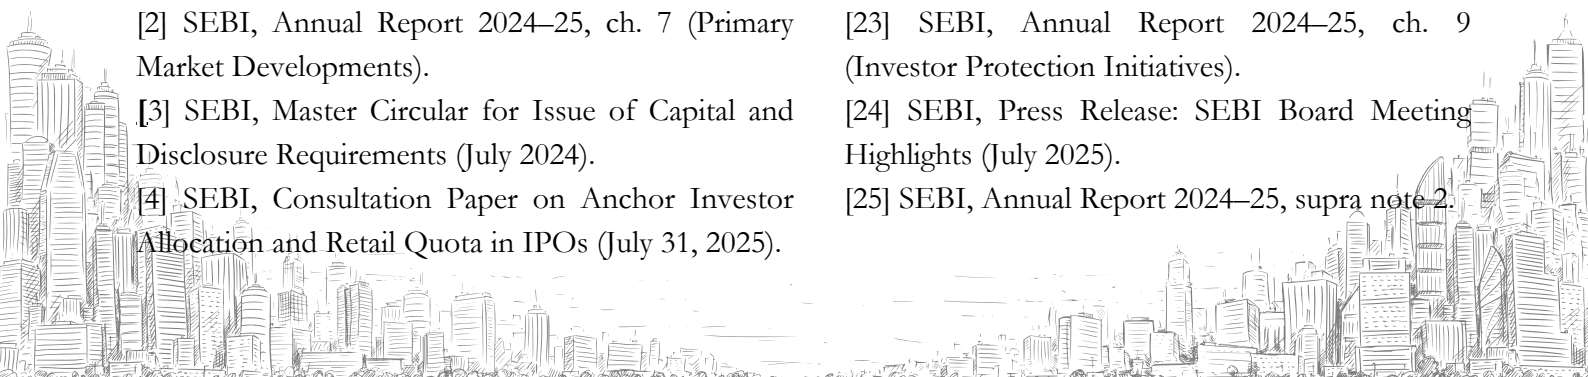 [2] SEBI, Annual Report 2024–25, ch. 7 (Primary
Market Developments).
[3] SEBI, Master Circular for Issue of Capital and
Disclosure Requirements (July 2024).
[4] SEBI, Consultation Paper on Anchor Investor
Allocation and Retail Quota in IPOs (July 31, 2025).
[23] SEBI, Annual Report 2024–25, ch. 9
(Investor Protection Initiatives).
[24] SEBI, Press Release: SEBI Board Meeting
Highlights (July 2025).
[25] SEBI, Annual Report 2024–25, supra note 2.